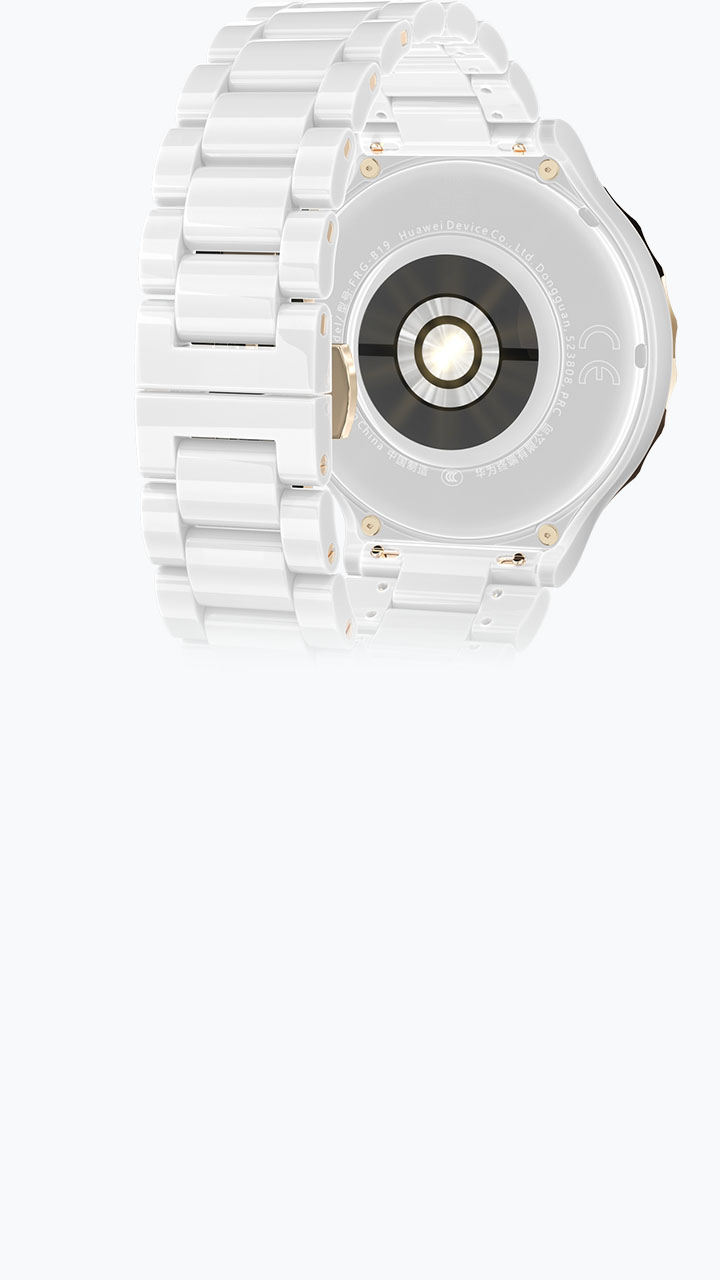 型号: FRG-B19 Huawei Device Co., Ltd. Dongguan, 523808, PRC
CE
China 中国制造
CCC
华为终端有限公司